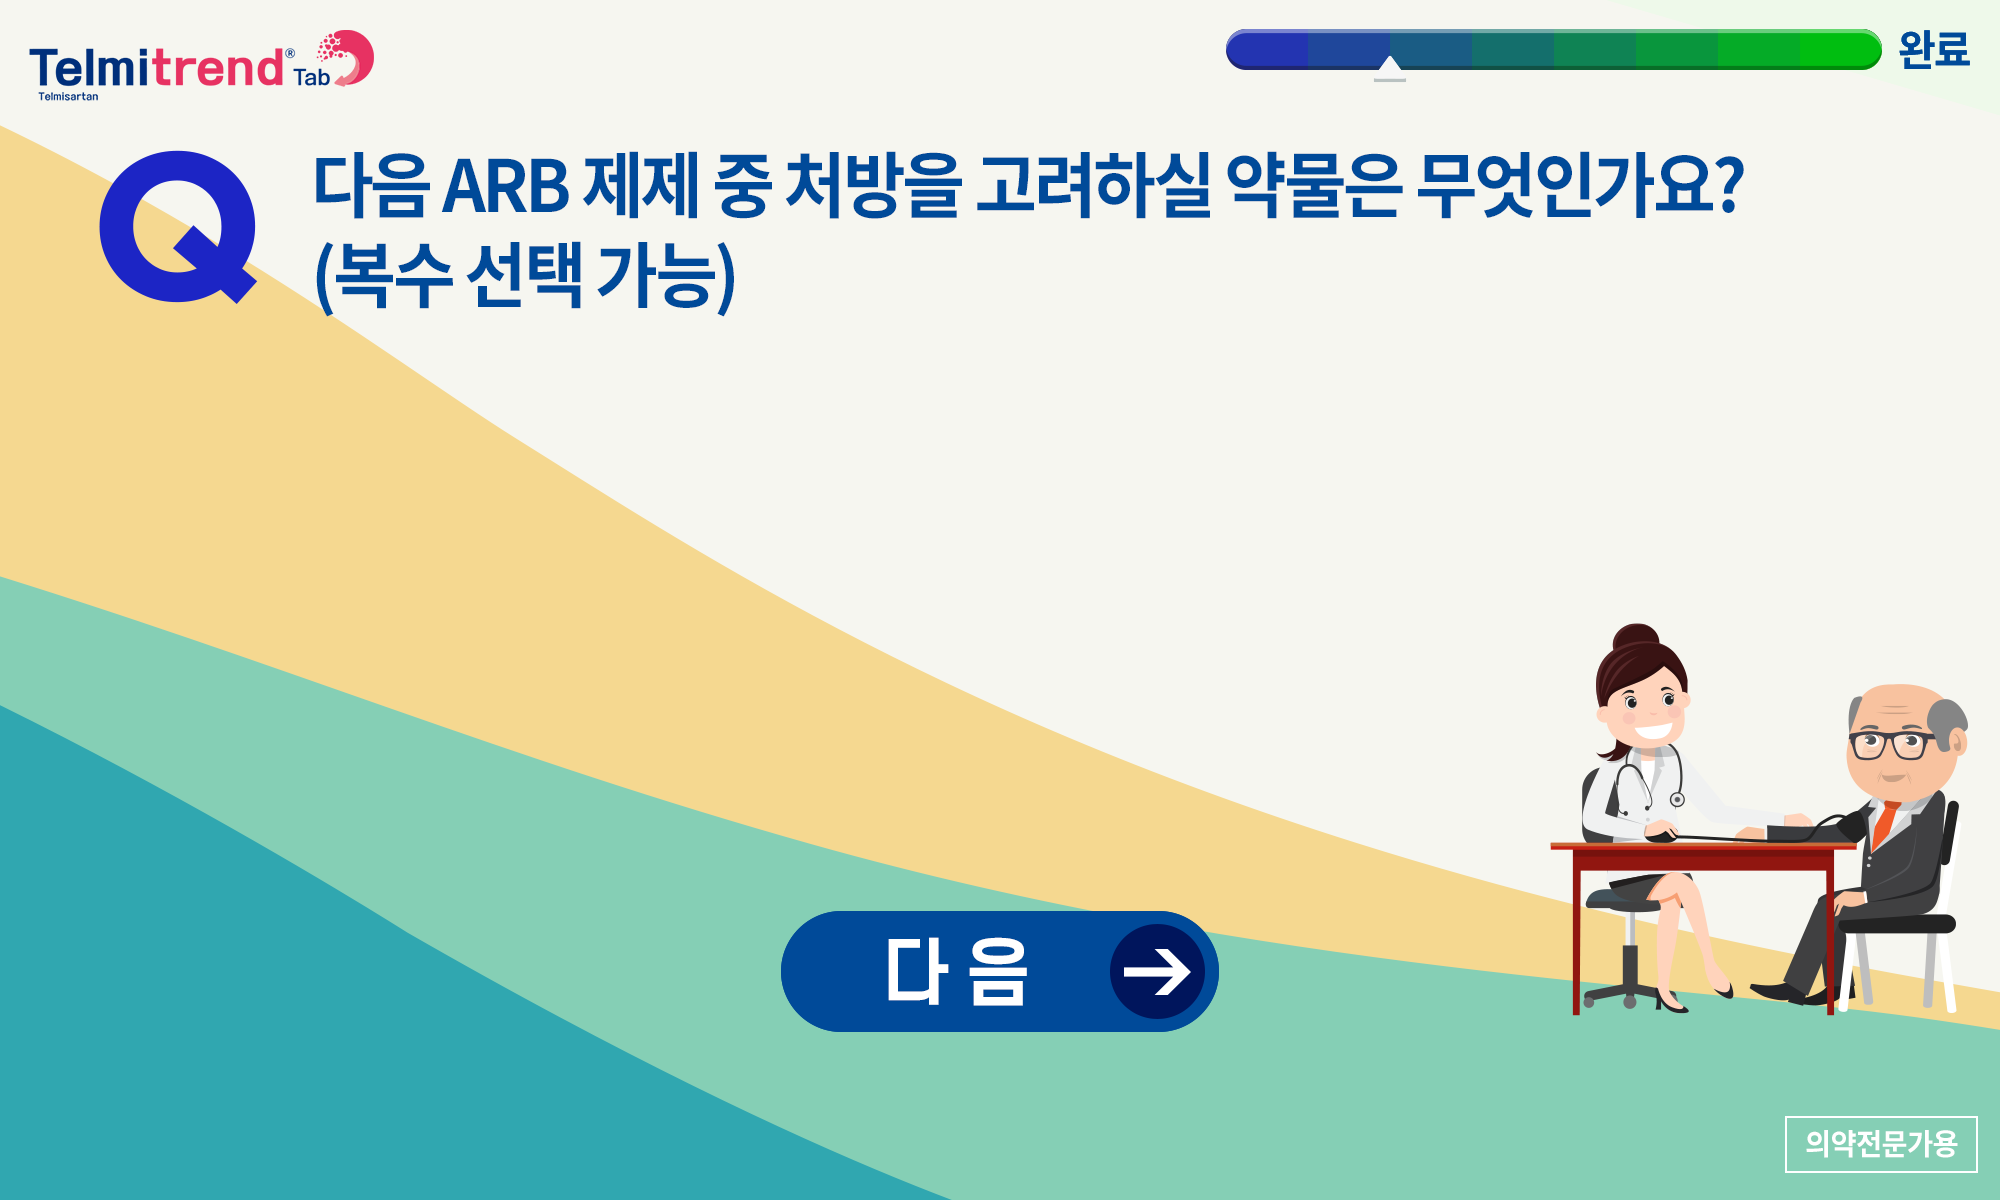 Telmitrend® Tab
Telmisartan
완료
Q
다음 ARB 제제 중 처방을 고려하실 약물은 무엇인가요?
(복수 선택 가능)
다음
의약전문가용